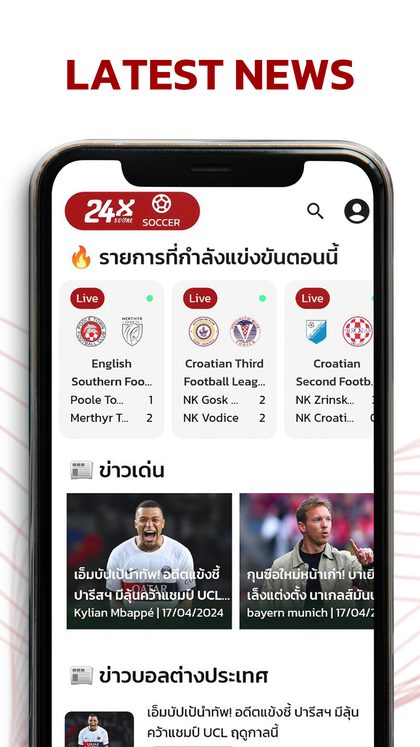 LATEST NEWS
24X SCORE SOCCER
🔥 รายการที่กำลังแข่งขันตอนนี้
Live Live Live
English Croatian Third Croatian
Southern Foo... Football Leag... Second Footb.
Poole To... 1 NK Gosk ... 2 NK Zrinsk...
Merthyr T... 2 NK Vodice 2 NK Croati...
📰 ข่าวเด่น
เอ็มบัปเป้นำทัพ! อดีตแข้งชี้
ปารีสฯ มีลุ้นคว้าแชมป์ UCL...
Kylian Mbappé | 17/04/2024
กุนซือใหม่หน้าเก่า! บาเยิ
เล็งแต่งตั้ง นาเกลส์มันน
bayern munich | 17/04/2
📰 ข่าวบอลต่างประเทศ
เอ็มบัปเป้นำทัพ! อดีตแข้งชี้ ปารีสฯ มีลุ้น
คว้าแชมป์ UCL ฤดูกาลนี้